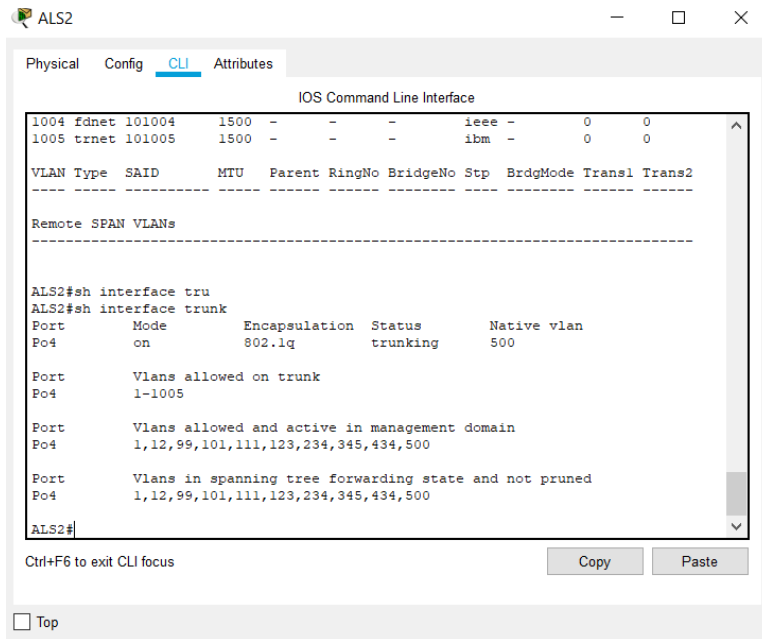 ALS2
Physical Config CLI Attributes
IOS Command Line Interface
1004 fdnet 101004 1500 - - - ieee - 0 0
1005 trnet 101005 1500 - - - ibm - 0 0
VLAN Type SAID MTU Parent RingNo BridgeNo Stp BrdgMode Trans1 Trans2
---- ----- ---------- ----- ------ ------ -------- ---- -------- ------ ------
Remote SPAN VLANs
------------------------------------------------------------------------------
ALS2#sh interface tru
ALS2#sh interface trunk
Port Mode Encapsulation Status Native vlan
Po4 on 802.1q trunking 500
Port Vlans allowed on trunk
Po4 1-1005
Port Vlans allowed and active in management domain
Po4 1,12,99,101,111,123,234,345,434,500
Port Vlans in spanning tree forwarding state and not pruned
Po4 1,12,99,101,111,123,234,345,434,500
ALS2#
Ctrl+F6 to exit CLI focus
Copy Paste
Top